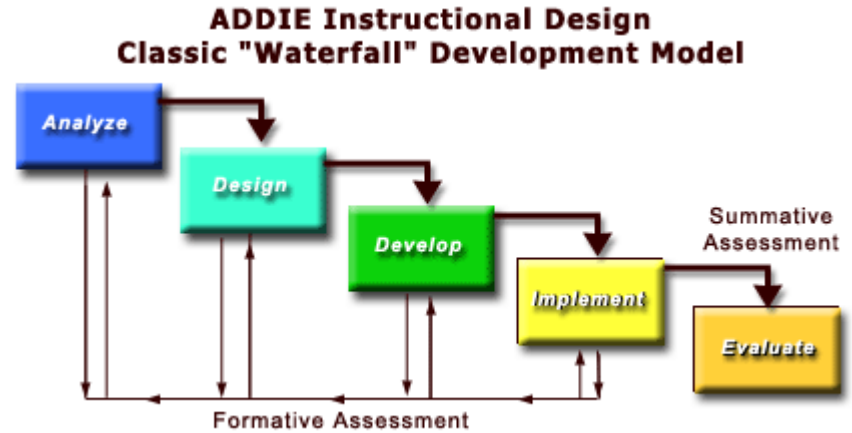 ADDIE Instructional Design
Classic "Waterfall" Development Model
Analyze
Design
Develop
Summative
Assessment
Implement
Evaluate
Formative Assessment